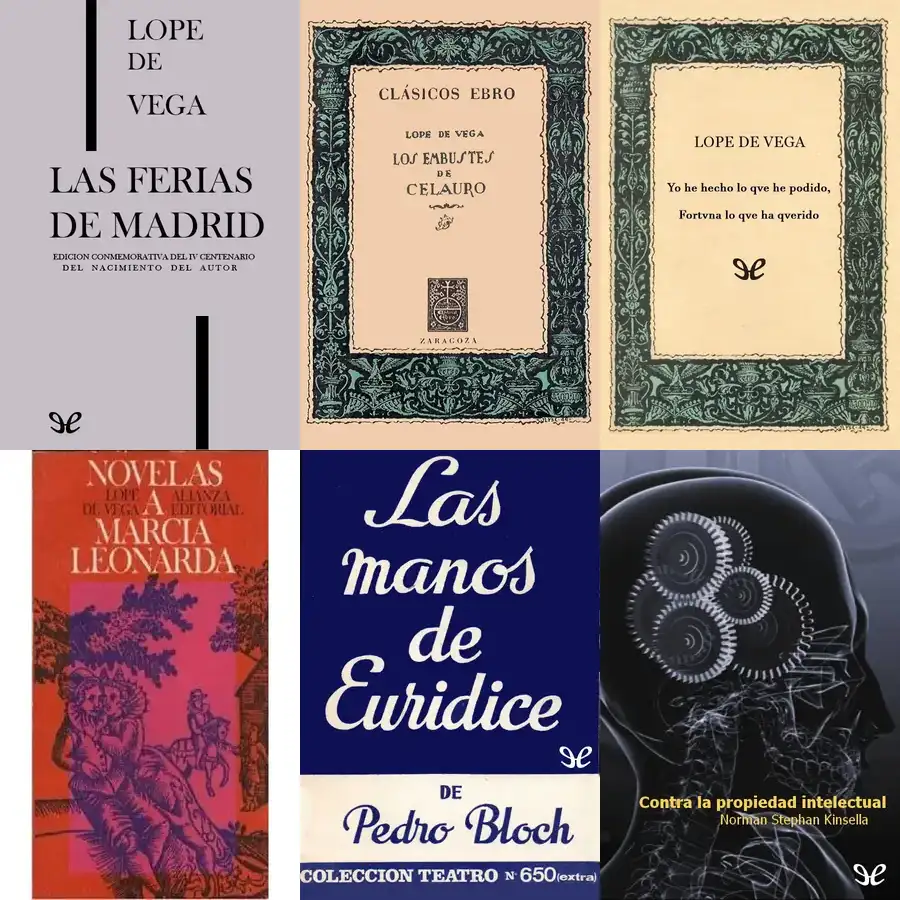 LOPE
DE
VEGA
LAS FERIAS
DE MADRID
EDICION CONMEMORATIVA DEL IV CENTENARIO
DEL NACIMIENTO DEL AUTOR
CLÁSICOS EBRO
LOPE DE VEGA
LOS EMBUSTES
DE
CELAURO
ZARAGOZA
LOPE DE VEGA
Yo he hecho lo qve he podido,
Fortvna lo qve ha qverido
NOVELAS
LOPE A ALIANZA
DE VEGA EDITORIAL
MARCIA
LEONARDA
Las
manos
de
Euridice
DE
Pedro Bloch
COLECCION TEATRO Nº 650 (extra)
Contra la propiedad intelectual
Norman Stephan Kinsella